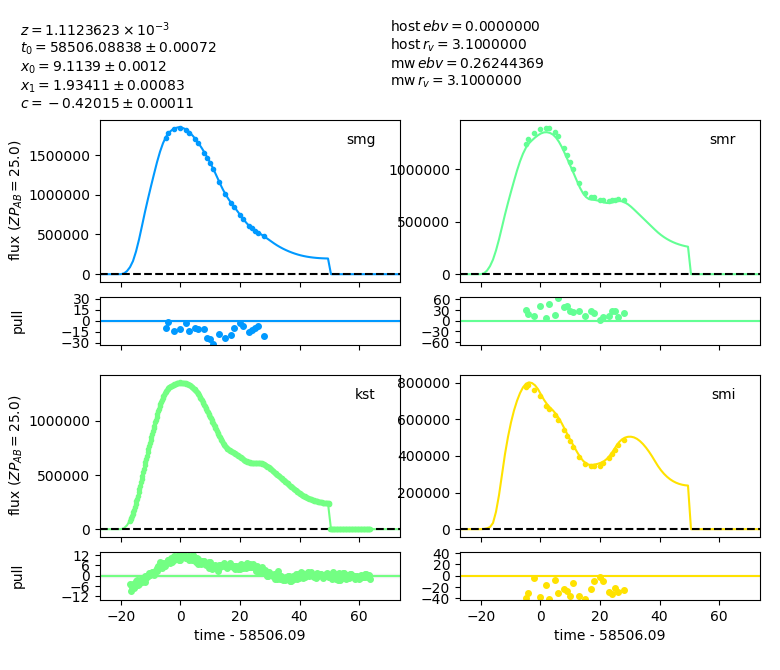 z = 1.1123623 × 10⁻³
t₀ = 58506.08838 ± 0.00072
x₀ = 9.1139 ± 0.0012
x₁ = 1.93411 ± 0.00083
c = −0.42015 ± 0.00011
host ebv = 0.0000000
host r_v = 3.1000000
mw ebv = 0.26244369
mw r_v = 3.1000000
flux (ZP_AB = 25.0)
1500000
1000000
500000
0
smg
1000000
500000
0
smr
pull
30
15
0
−15
−30
60
30
0
−30
−60
flux (ZP_AB = 25.0)
1000000
500000
0
kst
800000
600000
400000
200000
0
smi
pull
12
6
0
−6
−12
40
20
0
−20
−40
−20 0 20 40 60
−20 0 20 40 60
time - 58506.09
time - 58506.09